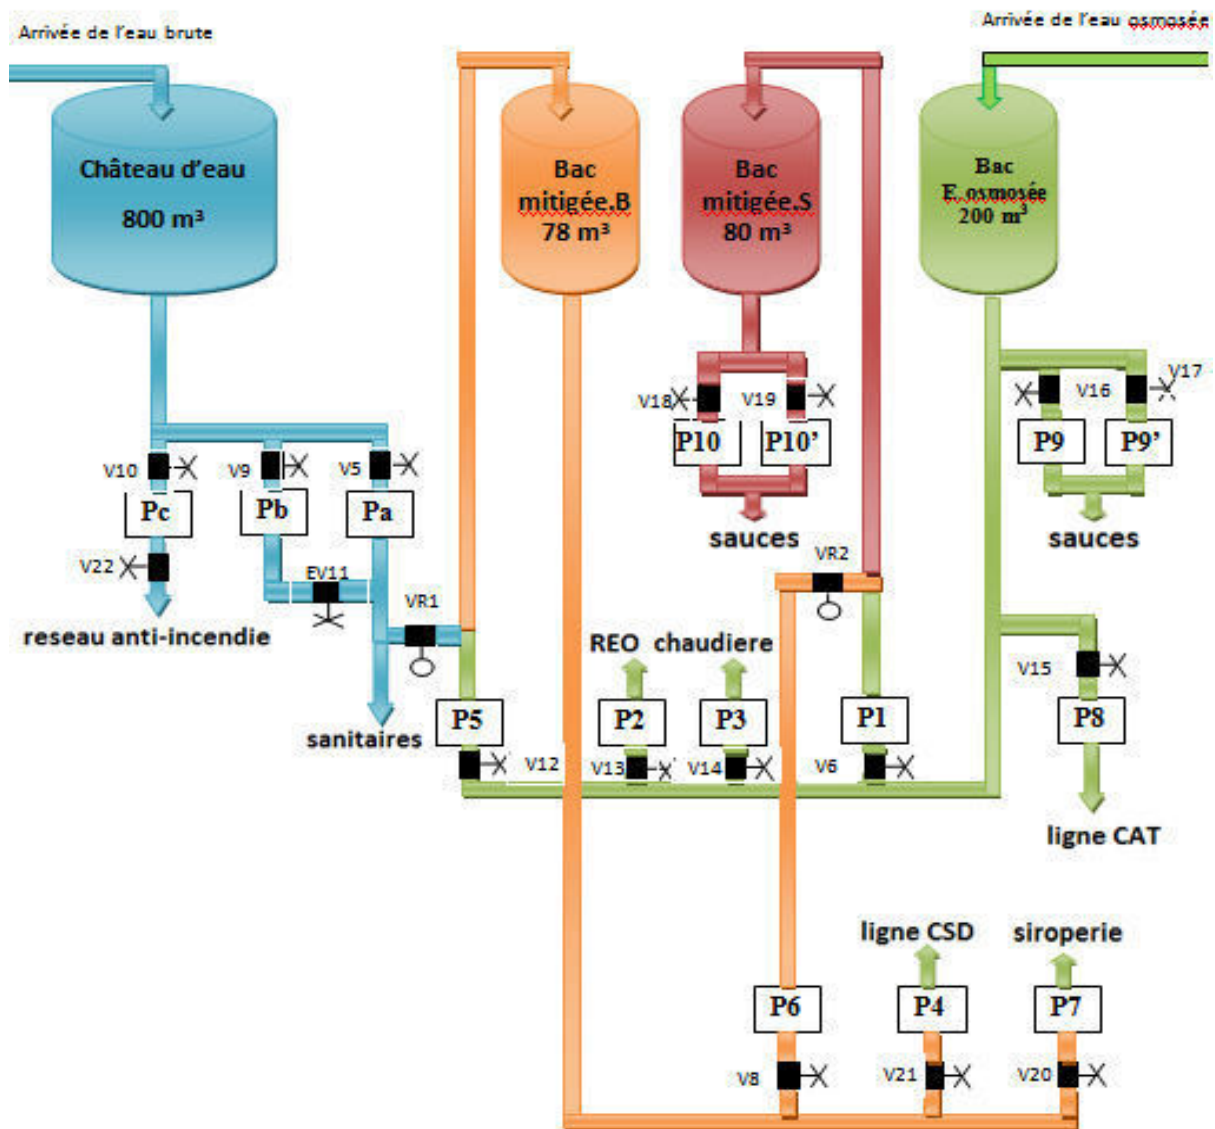 Arrivée de l'eau brute
Arrivée de l'eau osmosée
Château d'eau
800 m³
Bac
mitigée.B
78 m³
Bac
mitigée.S
80 m³
Bac
E. osmosée
200 m³
V10
V9
V5
Pc
Pb
Pa
V22
EV11
VR1
reseau anti-incendie
sanitaires
V18
V19
P10
P10'
sauces
V16
V17
P9
P9'
sauces
VR2
REO
chaudiere
P5
P2
P3
P1
V12
V13
V14
V6
V15
P8
ligne CAT
ligne CSD
siroperie
P6
P4
P7
V8
V21
V20